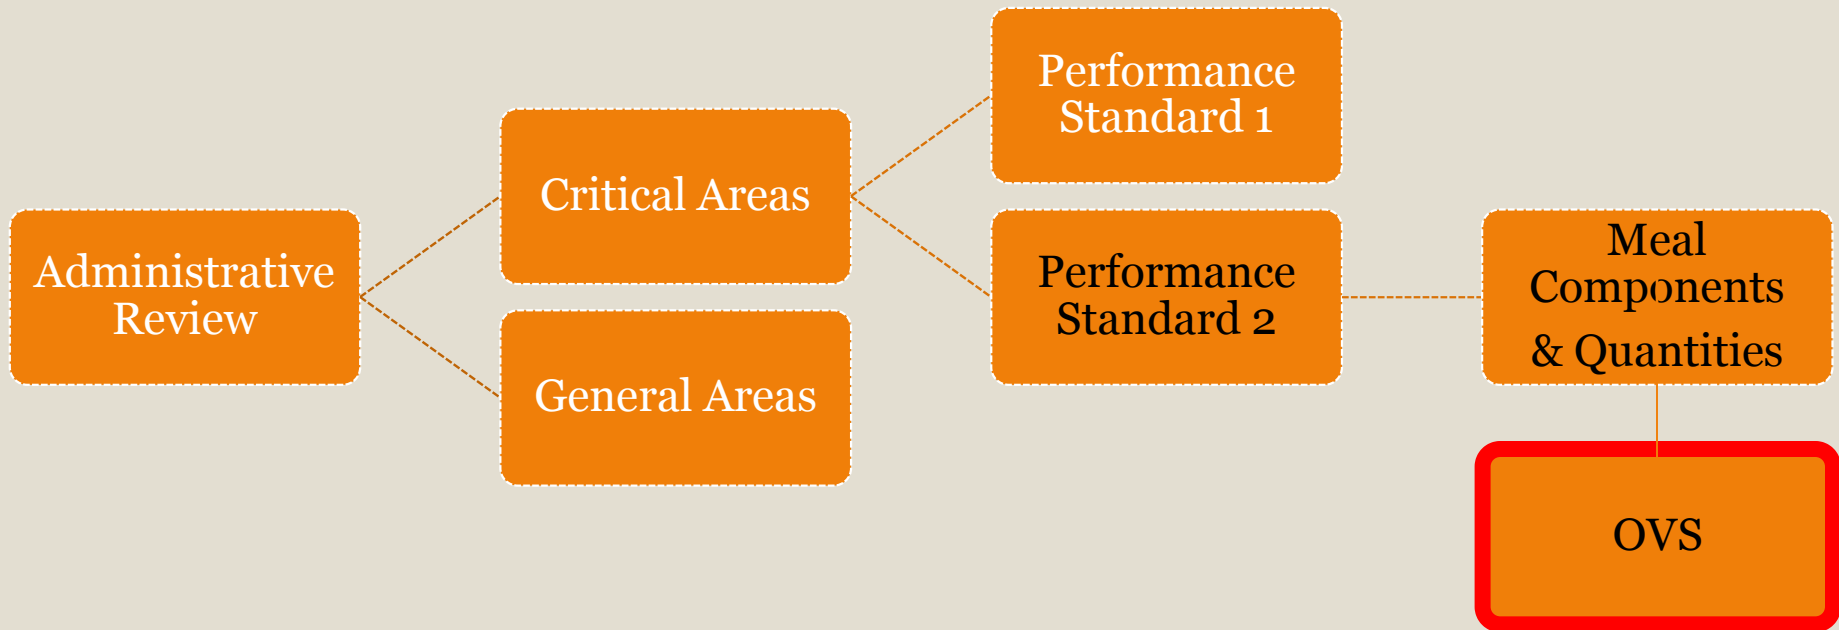 Administrative
Review
Critical Areas
General Areas
Performance
Standard 1
Performance
Standard 2
Meal
Components
& Quantities
OVS